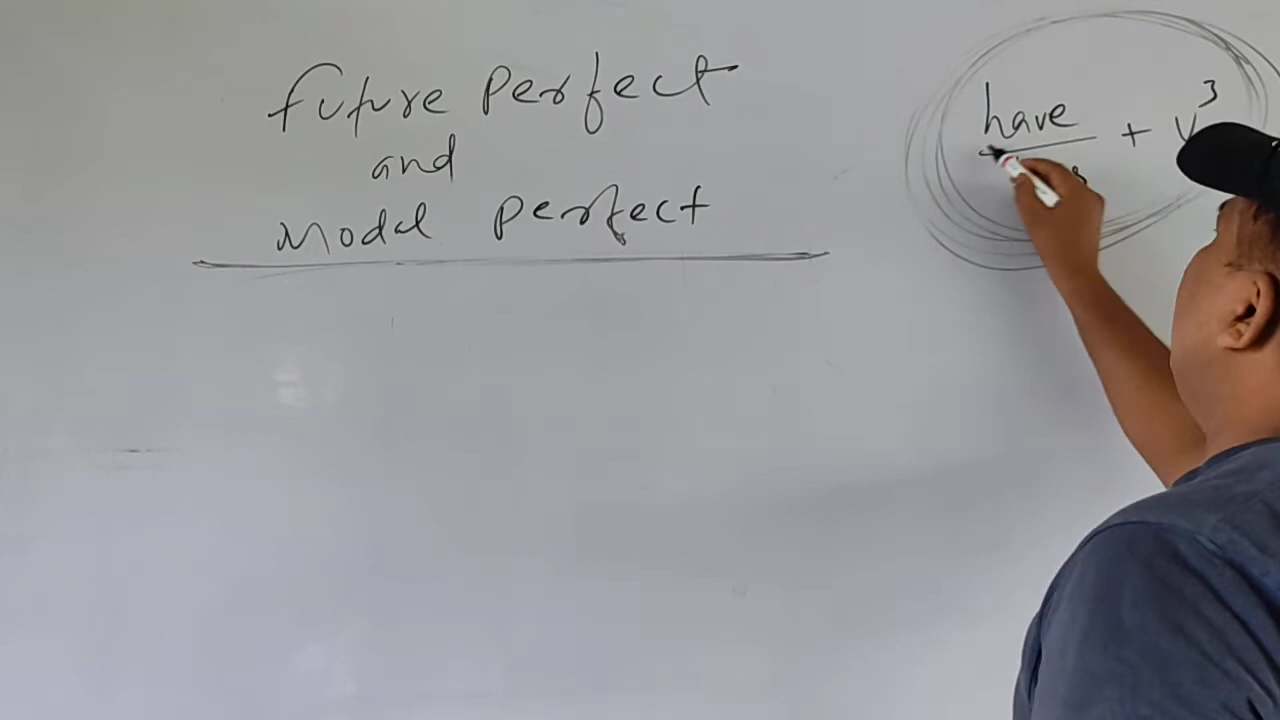 future perfect
and
Modal perfect
have + V3